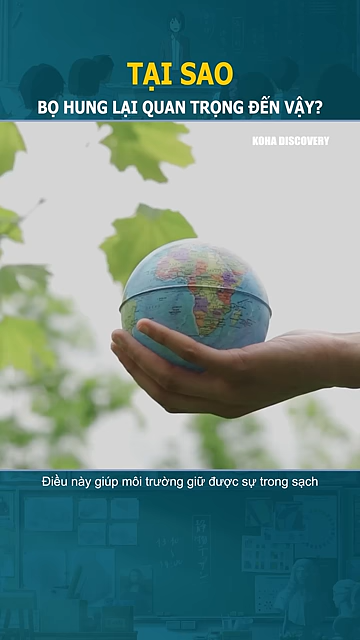 TẠI SAO
BỌ HUNG LẠI QUAN TRỌNG ĐẾN VẬY?
KOHA DISCOVERY
Điều này giúp môi trường giữ được sự trong sạch